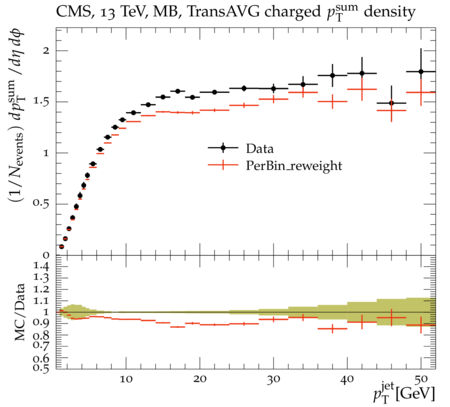 CMS, 13 TeV, MB, TransAVG charged p_T^sum density
(1/N_events) dp_T^sum/dη dϕ
2
1.5
1
0.5
0
Data
PerBin_reweight
MC/Data
1.4
1.3
1.2
1.1
1
0.9
0.8
0.7
0.6
0.5
10 20 30 40 50
p_T^jet [GeV]